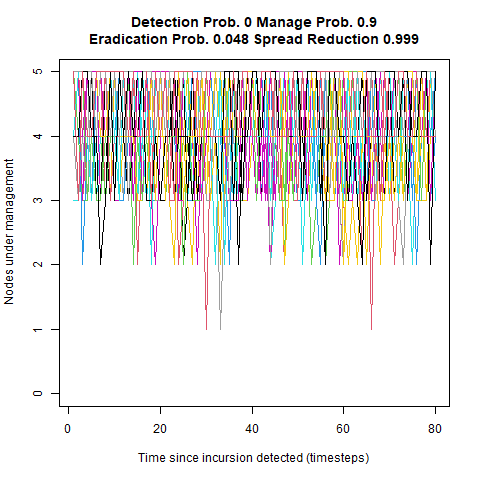 Detection Prob. 0 Manage Prob. 0.9
Eradication Prob. 0.048 Spread Reduction 0.999
Nodes under management
5
4
3
2
1
0
0 20 40 60 80
Time since incursion detected (timesteps)